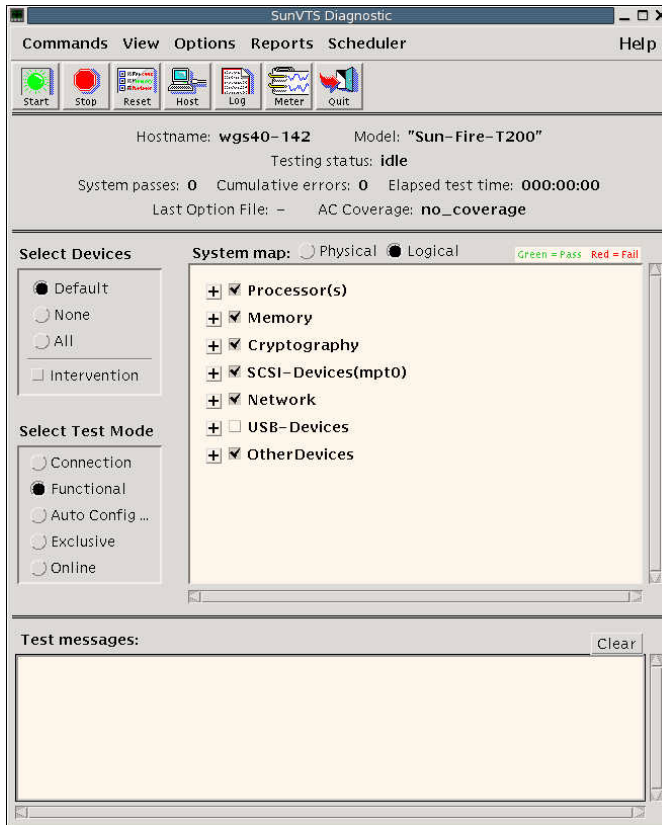 SunVTS Diagnostic
Commands View Options Reports Scheduler Help
Start Stop Reset Host Log Meter Quit
Hostname: wgs40-142 Model: "Sun-Fire-T200"
Testing status: idle
System passes: 0 Cumulative errors: 0 Elapsed test time: 000:00:00
Last Option File: - AC Coverage: no_coverage
Select Devices
Default
None
All
Intervention
Select Test Mode
Connection
Functional
Auto Config ...
Exclusive
Online
System map: Physical Logical Green = Pass Red = Fail
Processor(s)
Memory
Cryptography
SCSI-Devices(mpt0)
Network
USB-Devices
OtherDevices
Test messages: Clear